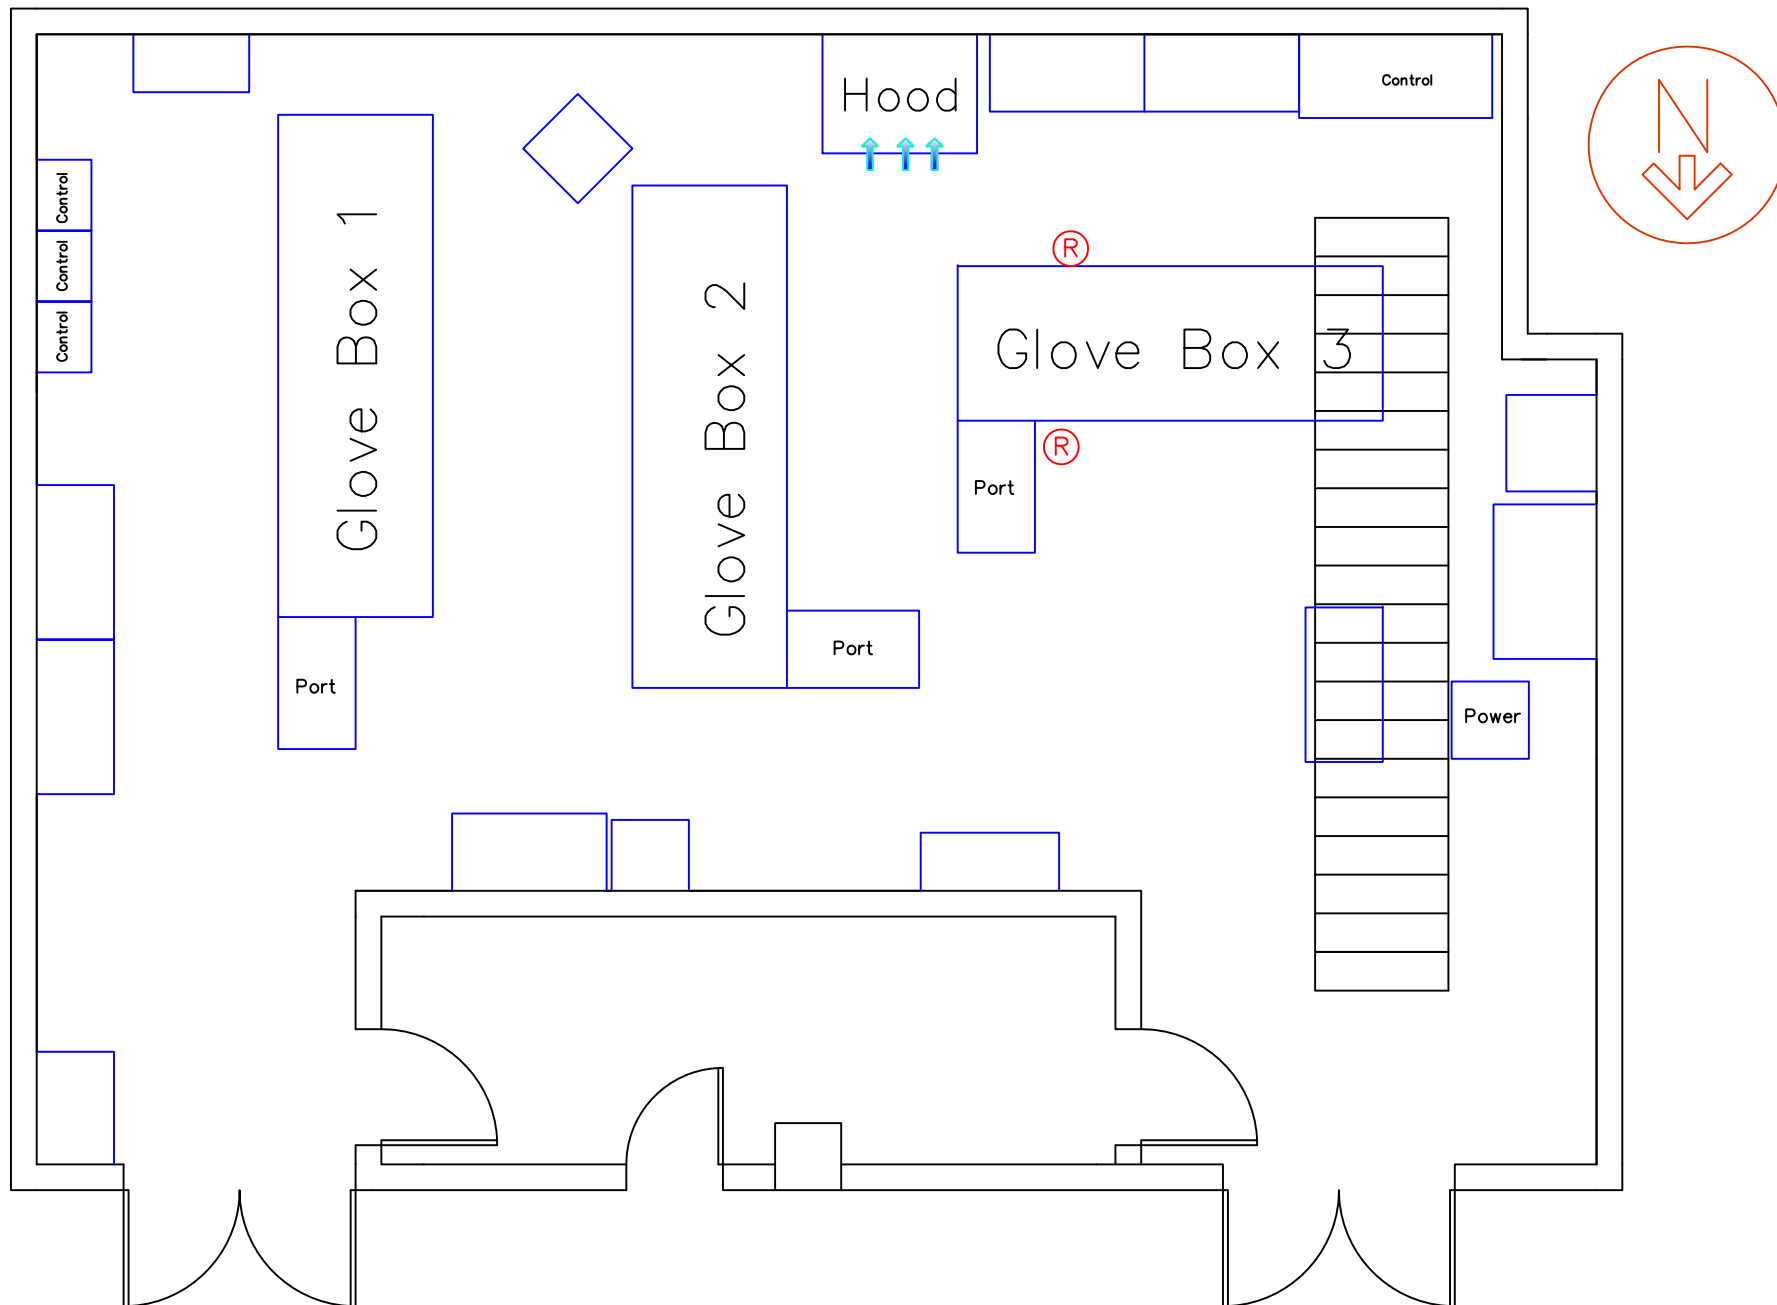 Hood
Control
N
Control
Control
Control
Glove Box 1
Glove Box 2
R
Glove Box 3
R
Port
Port
Port
Power